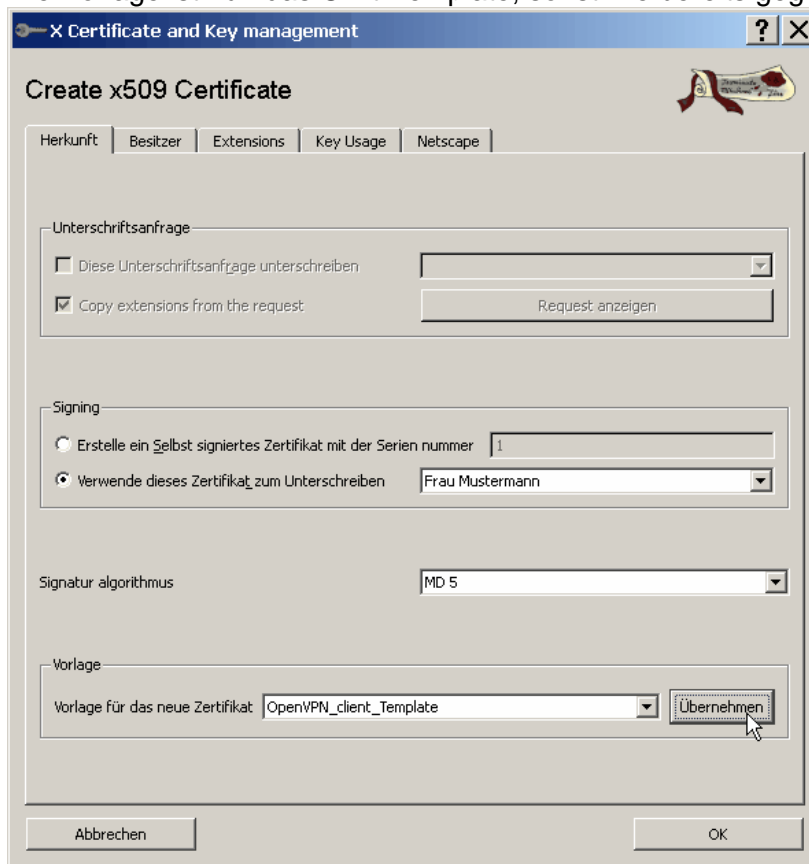 X Certificate and Key management
Create x509 Certificate
Herkunft Besitzer Extensions Key Usage Netscape
Unterschriftsanfrage
Diese Unterschriftsanfrage unterschreiben
Copy extensions from the request Request anzeigen
Signing
Erstelle ein Selbst signiertes Zertifikat mit der Serien nummer 1
Verwende dieses Zertifikat zum Unterschreiben Frau Mustermann
Signatur algorithmus MD 5
Vorlage
Vorlage für das neue Zertifikat OpenVPN_client_Template Übernehmen
Abbrechen OK